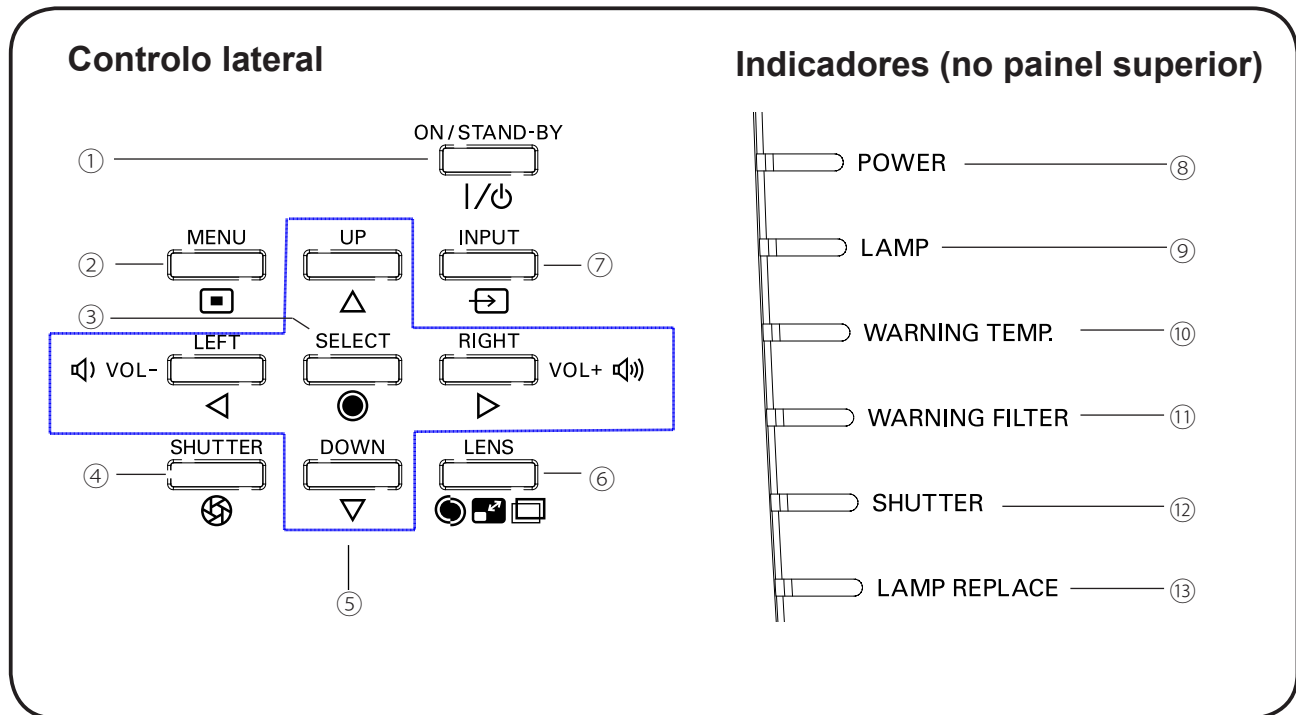 Controlo lateral
ON/STAND-BY
①
MENU
UP
INPUT
②
⑦
③
LEFT
SELECT
RIGHT
VOL-
VOL+
SHUTTER
DOWN
LENS
④
⑥
⑤
Indicadores (no painel superior)
POWER ⑧
LAMP ⑨
WARNING TEMP. ⑩
WARNING FILTER ⑪
SHUTTER ⑫
LAMP REPLACE ⑬